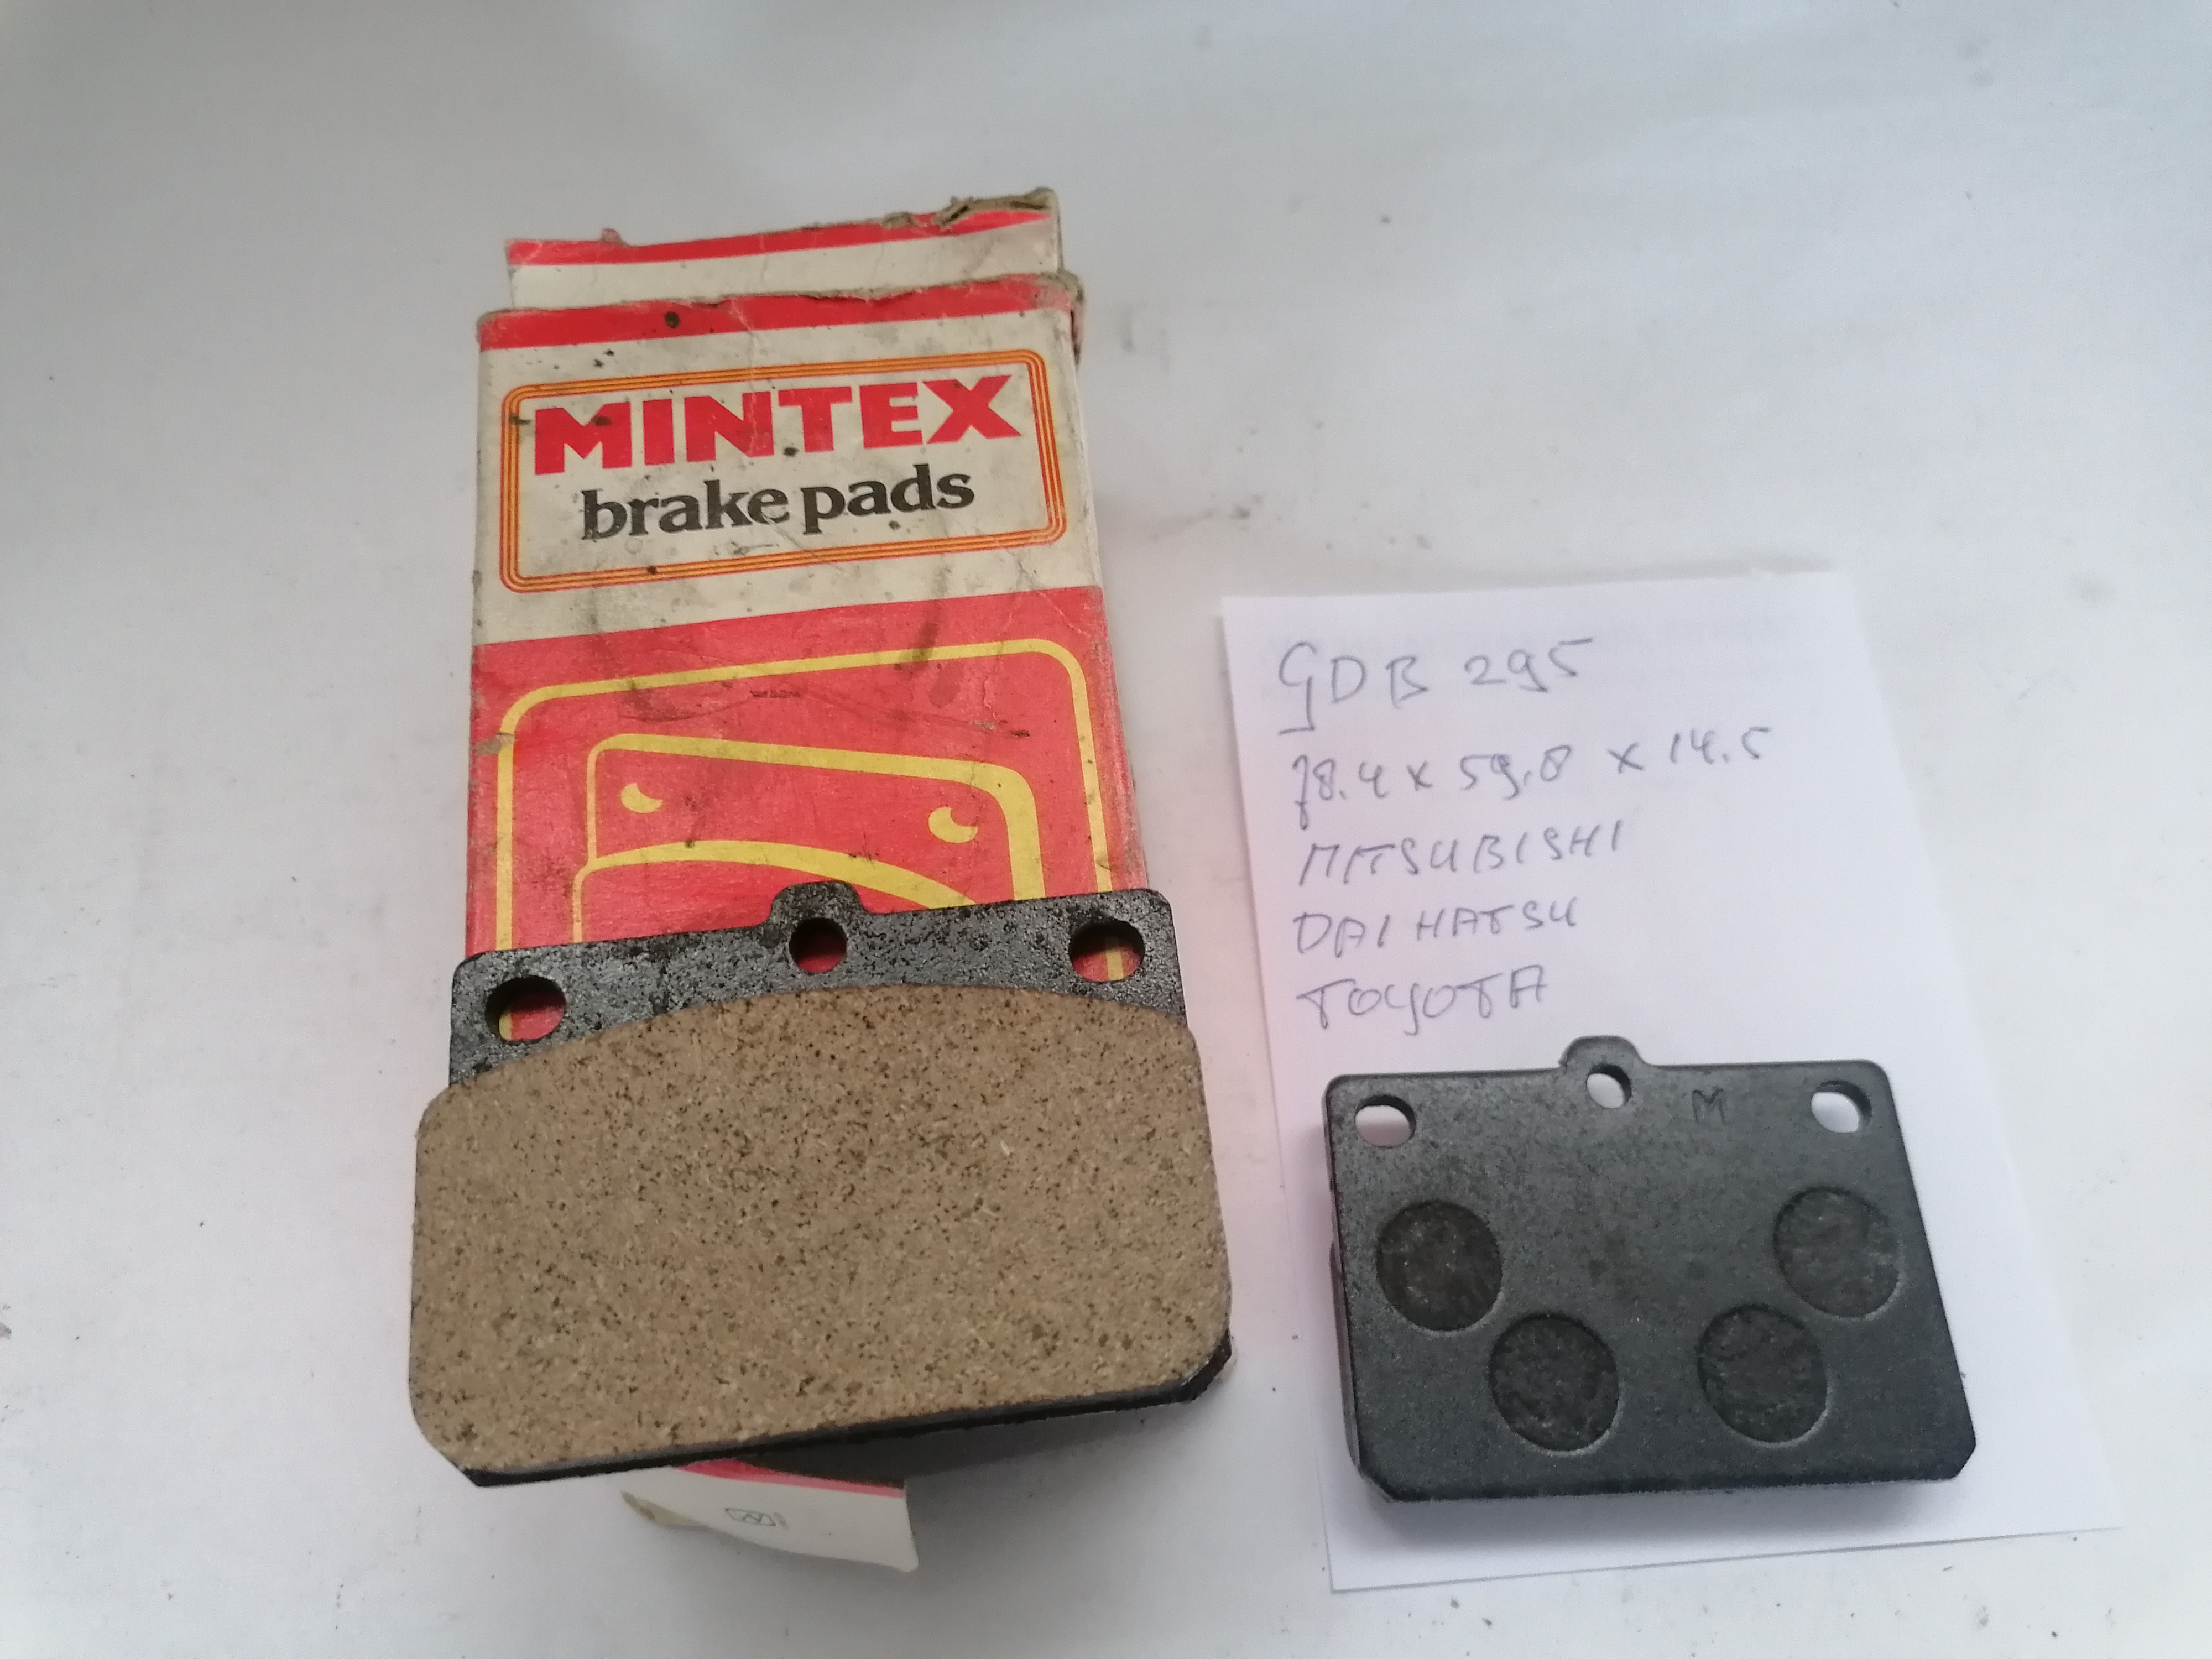 MINTEX
brake pads
GDB 295
78.4 x 59.8 x 14.5
MITSUBISHI
DAIHATSU
TOYOTA
M